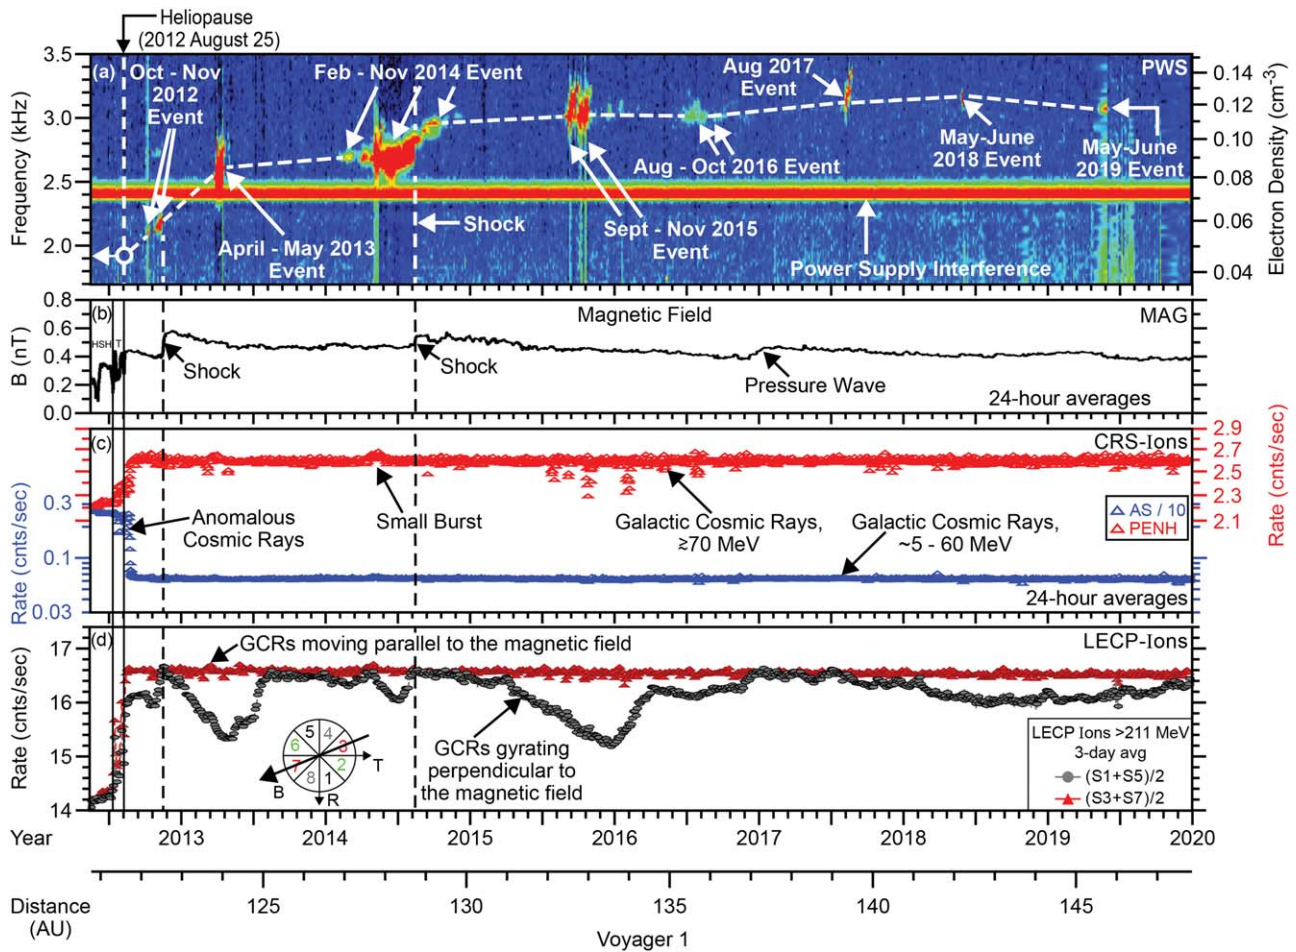 Heliopause
(2012 August 25)
3.5
3.0
2.5
2.0
Frequency (kHz)
(a)
Oct - Nov
2012
Event
Feb - Nov 2014 Event
Aug 2017
Event
PWS
April - May 2013
Event
Shock
Sept - Nov 2015
Event
Aug - Oct 2016 Event
May-June
2018 Event
May-June
2019 Event
Power Supply Interference
0.14
0.12
0.10
0.08
0.06
0.04
Electron Density (cm-3)
0.8
0.6
0.4
0.2
0.0
B (nT)
(b)
HSH
T
Magnetic Field
MAG
Shock
Shock
Pressure Wave
24-hour averages
(c)
CRS-Ions
0.3
0.1
0.03
Rate (cnts/sec)
Anomalous
Cosmic Rays
Small Burst
Galactic Cosmic Rays,
≳70 MeV
Galactic Cosmic Rays,
~5 - 60 MeV
AS / 10
PENH
24-hour averages
2.9
2.7
2.5
2.3
2.1
Rate (cnts/sec)
(d)
GCRs moving parallel to the magnetic field
LECP-Ions
17
16
15
14
Rate (cnts/sec)
5
4
3
2
1
8
7
6
T
B
R
GCRs gyrating
perpendicular to
the magnetic field
LECP Ions >211 MeV
3-day avg
(S1+S5)/2
(S3+S7)/2
Year
2013
2014
2015
2016
2017
2018
2019
2020
Distance
(AU)
125
130
135
140
145
Voyager 1